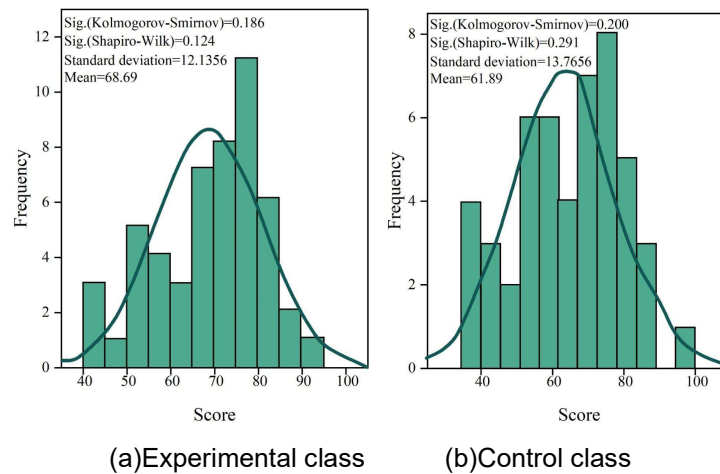 Sig.(Kolmogorov-Smirnov)=0.186
Sig.(Shapiro-Wilk)=0.124
Standard deviation=12.1356
Mean=68.69
12
10
8
6
4
2
0
Frequency
40 50 60 70 80 90 100
Score
(a)Experimental class
Sig.(Kolmogorov-Smirnov)=0.200
Sig.(Shapiro-Wilk)=0.291
Standard deviation=13.7656
Mean=61.89
8
6
4
2
0
Frequency
40 60 80 100
Score
(b)Control class